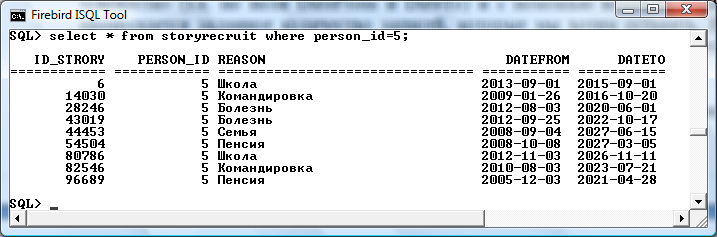 Firebird ISQL Tool
SQL> select * from storyrecruit where person_id=5;
ID_STRORY PERSON_ID REASON DATEFROM DATETO
============ ============ ================================ =========== ===========
6 5 Школа 2013-09-01 2015-09-01
14030 5 Командировка 2009-01-26 2016-10-20
28246 5 Болезнь 2012-08-03 2020-06-01
43019 5 Болезнь 2012-09-25 2022-10-17
44453 5 Семья 2008-09-04 2027-06-15
54504 5 Пенсия 2008-10-08 2027-03-05
80786 5 Школа 2012-11-03 2026-11-11
82546 5 Командировка 2010-08-03 2023-07-21
96689 5 Пенсия 2005-12-03 2021-04-28
SQL> _